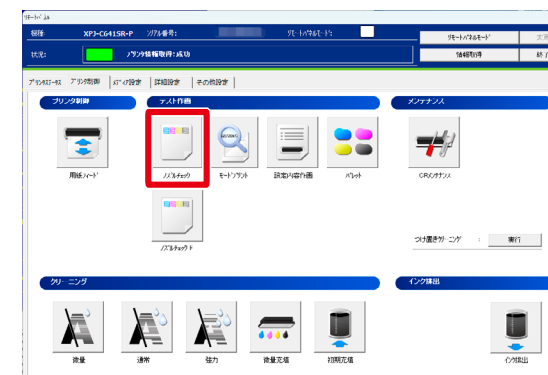 リモートパネル
機種: XPJ-C641SR-P シリアル番号: リモートパネルモード: リモートパネルモード
状況: プリンタ情報取得:成功 情報取得 終了
プリンタステータス プリンタ制御 メディア設定 詳細設定 その他設定
プリンタ制御 テスト作画 メンテナンス
用紙フィード ノズルチェック モードプリント 設定内容作画 パレット CRメンテナンス
ノズルチェックF
つけ置きクリーニング : 実行
クリーニング インク排出
微量 通常 強力 微量充填 初期充填 インク排出